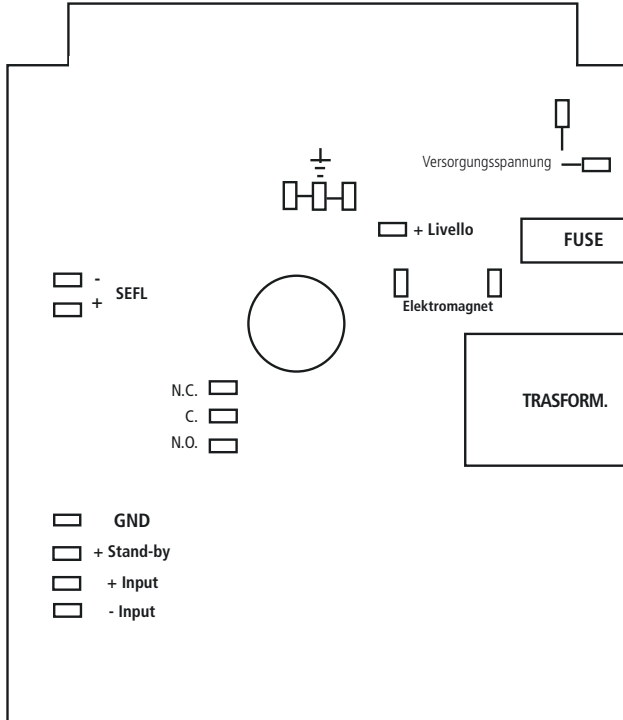 Versorgungsspannung
+ Livello
FUSE
-
+
SEFL
Elektromagnet
N.C.
C.
N.O.
TRASFORM.
GND
+ Stand-by
+ Input
- Input